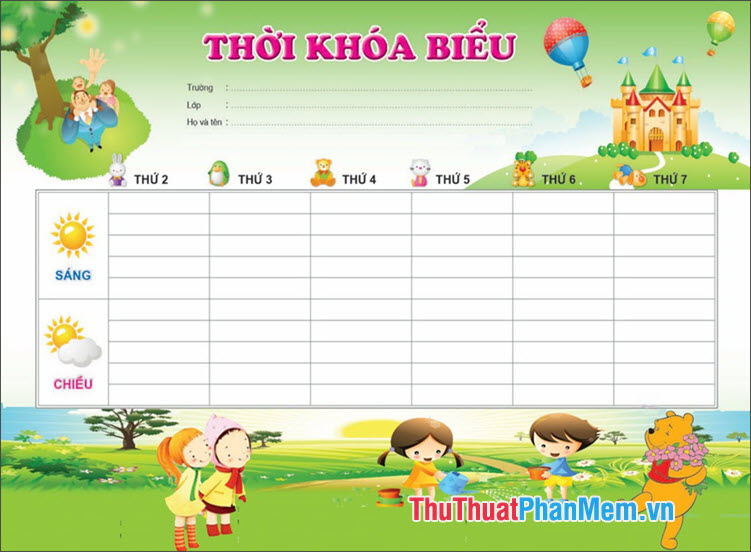 THỜI KHÓA BIỂU
Trường :
Lớp :
Họ và tên :
THỨ 2 THỨ 3 THỨ 4 THỨ 5 THỨ 6 THỨ 7
SÁNG
CHIỀU
ThuThuatPhanMem.vn